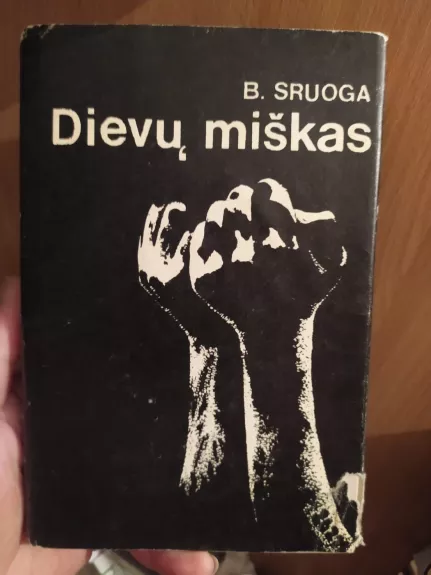 B. SRUOGA
Dievų miškas